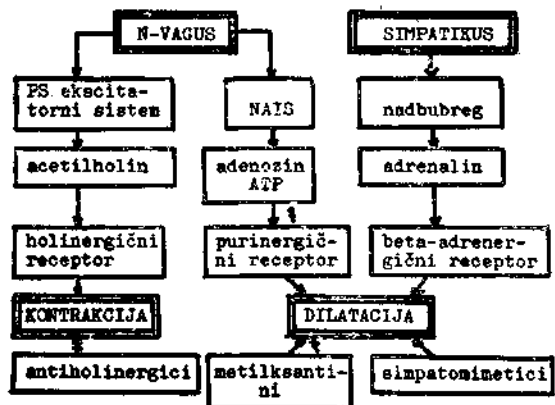 N-VAGUS
SIMPATIKUS
PS ekscita-
torni sistem
NAIS
nadbubreg
acetilholin
adenozin
ATP
adrenalin
holinergični
receptor
purinergič-
ni receptor
beta-adrener-
gični receptor
KONTRAKCIJA
DILATACIJA
antiholinergici
metilksanti-
ni
simpatomimetici